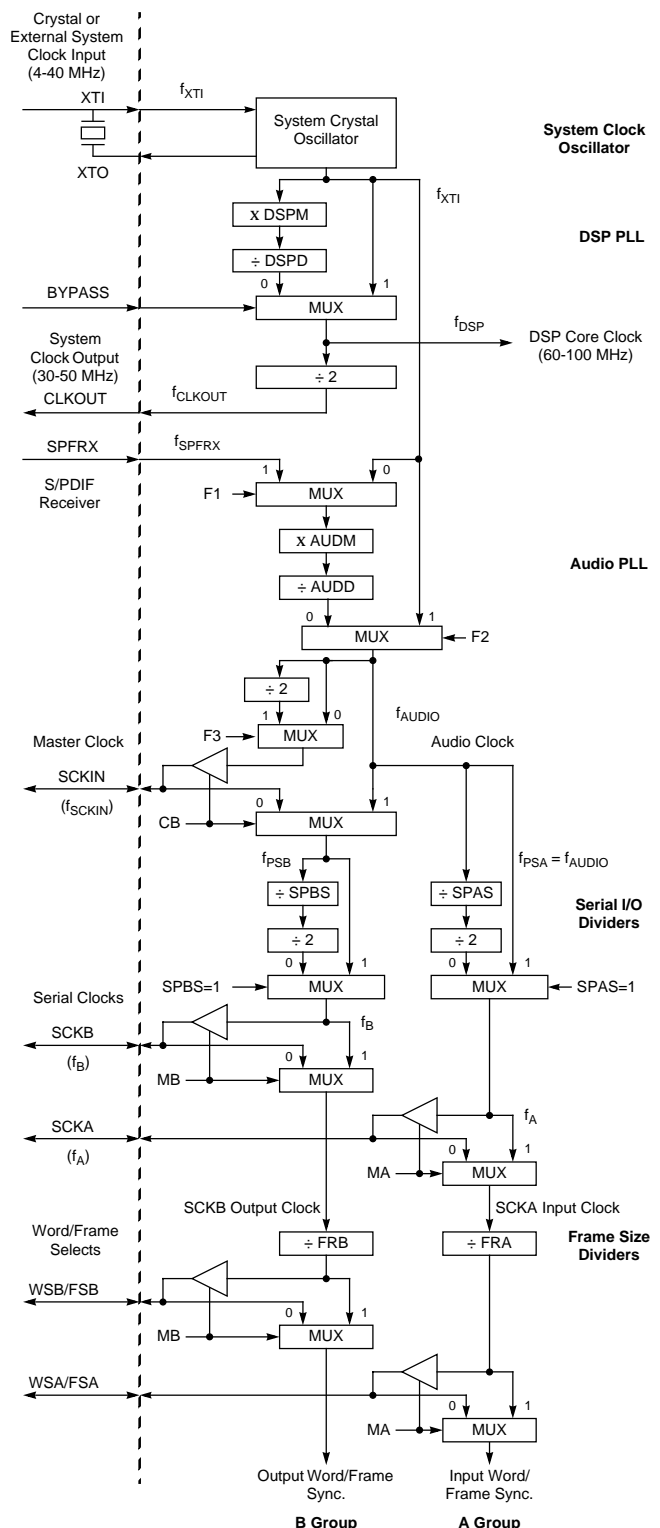 Crystal or
External System
Clock Input
(4-40 MHz)
XTI
fXTI
System Crystal
Oscillator
System Clock
Oscillator
XTO
fXTI
x DSPM
DSP PLL
÷ DSPD
0
1
BYPASS
MUX
System
Clock Output
(30-50 MHz)
fDSP
DSP Core Clock
(60-100 MHz)
÷ 2
CLKOUT
fCLKOUT
SPFRX
fSPFRX
1
0
S/PDIF
Receiver
F1
MUX
x AUDM
Audio PLL
÷ AUDD
0
1
MUX
F2
÷ 2
1
0
fAUDIO
F3
MUX
Master Clock
Audio Clock
SCKIN
(fSCKIN)
0
1
CB
MUX
fPSB
fPSA = fAUDIO
÷ SPBS
÷ SPAS
Serial I/O
Dividers
÷ 2
÷ 2
0
1
0
1
SPBS=1
MUX
MUX
SPAS=1
Serial Clocks
SCKB
(fB)
fB
0
1
MB
MUX
SCKA
(fA)
fA
0
1
MA
MUX
SCKB Output Clock
SCKA Input Clock
Word/Frame
Selects
÷ FRB
÷ FRA
Frame Size
Dividers
WSB/FSB
0
1
MB
MUX
WSA/FSA
0
1
MA
MUX
Output Word/Frame
Sync.
Input Word/
Frame Sync.
B Group
A Group